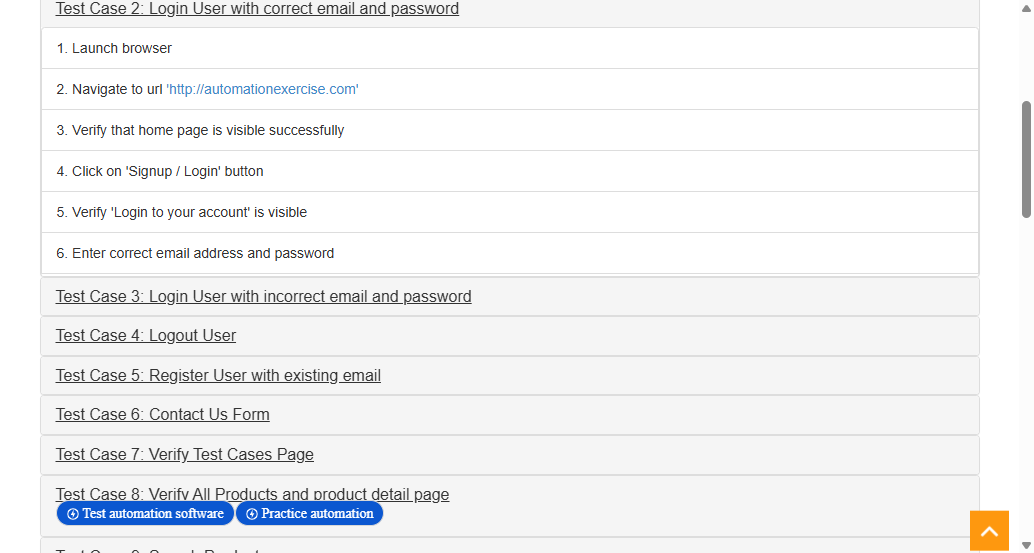 Test Case 2: Login User with correct email and password
1. Launch browser
2. Navigate to url 'http://automationexercise.com'
3. Verify that home page is visible successfully
4. Click on 'Signup / Login' button
5. Verify 'Login to your account' is visible
6. Enter correct email address and password
Test Case 3: Login User with incorrect email and password
Test Case 4: Logout User
Test Case 5: Register User with existing email
Test Case 6: Contact Us Form
Test Case 7: Verify Test Cases Page
Test Case 8: Verify All Products and product detail page
Test automation software Practice automation